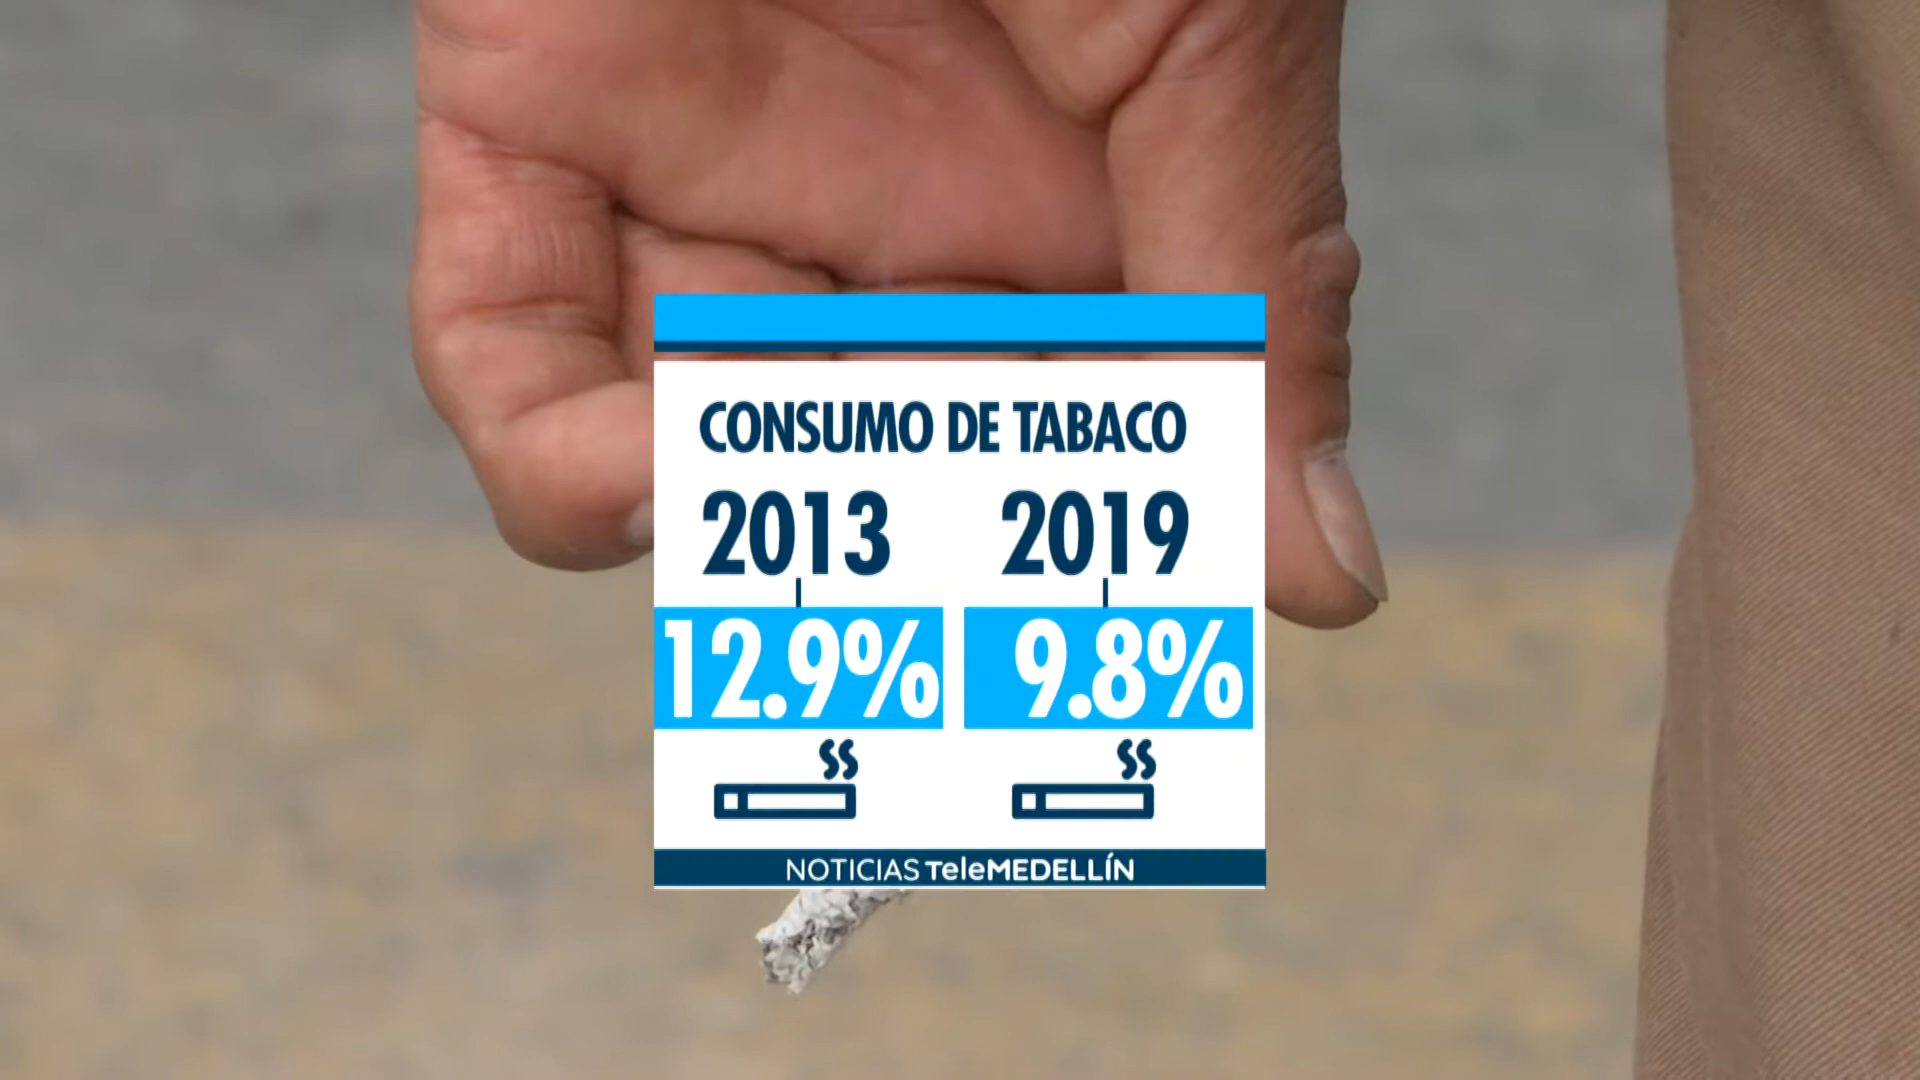 CONSUMO DE TABACO
2013 2019
12.9% 9.8%
NOTICIAS TeleMEDELLÍN